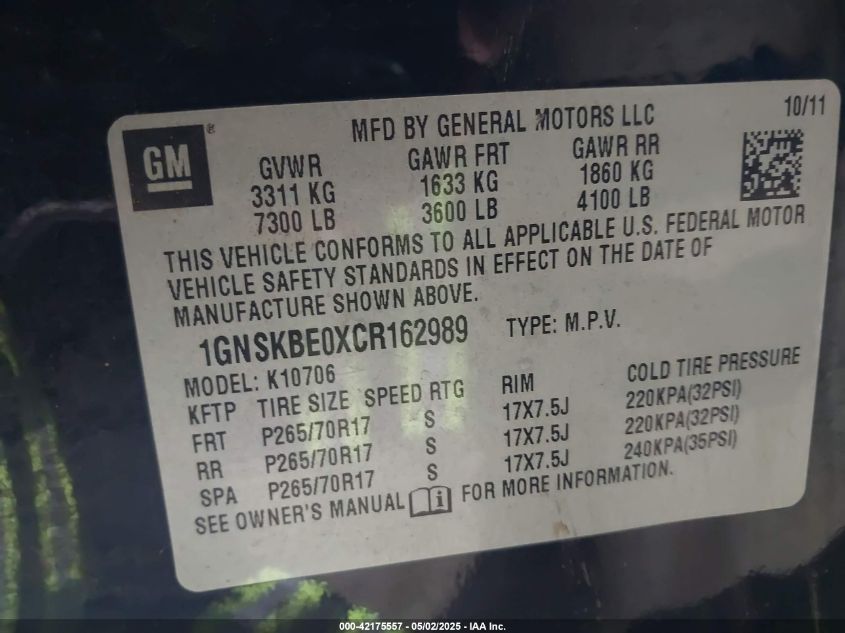 MFD BY GENERAL MOTORS LLC 10/11
GM ®
GVWR GAWR FRT GAWR RR
3311 KG 1633 KG 1860 KG
7300 LB 3600 LB 4100 LB
THIS VEHICLE CONFORMS TO ALL APPLICABLE U.S. FEDERAL MOTOR
VEHICLE SAFETY STANDARDS IN EFFECT ON THE DATE OF
MANUFACTURE SHOWN ABOVE.
1GNSKBE0XCR162989 TYPE: M.P.V.
MODEL: K10706
KFTP TIRE SIZE SPEED RTG RIM COLD TIRE PRESSURE
FRT P265/70R17 S 17X7.5J 220KPA(32PSI)
RR P265/70R17 S 17X7.5J 220KPA(32PSI)
SPA P265/70R17 S 17X7.5J 240KPA(35PSI)
SEE OWNER'S MANUAL i FOR MORE INFORMATION.
000-42175557 - 05/02/2025 - IAA Inc.